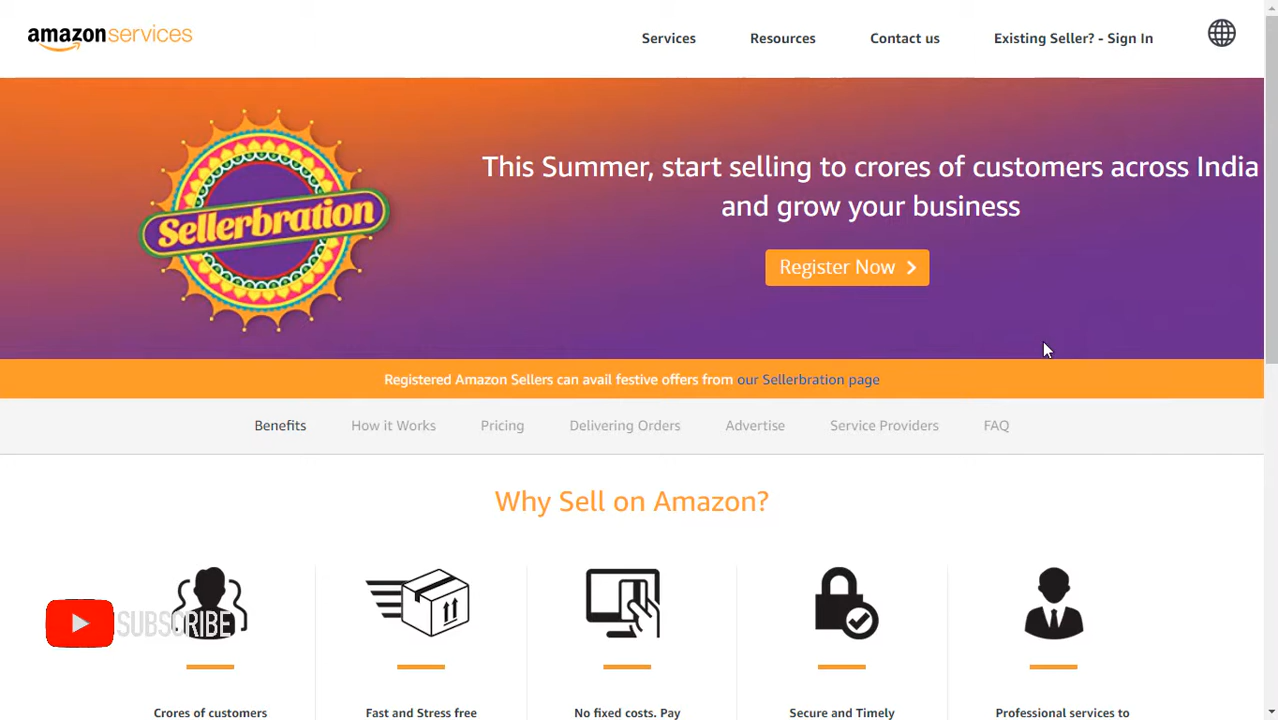 amazonservices
Services
Resources
Contact us
Existing Seller? - Sign In
Sellerbration
This Summer, start selling to crores of customers across India
and grow your business
Register Now
Registered Amazon Sellers can avail festive offers from our Sellerbration page
Benefits
How it Works
Pricing
Delivering Orders
Advertise
Service Providers
FAQ
Why Sell on Amazon?
SUBSCRIBE
Crores of customers
Fast and Stress free
No fixed costs. Pay
Secure and Timely
Professional services to